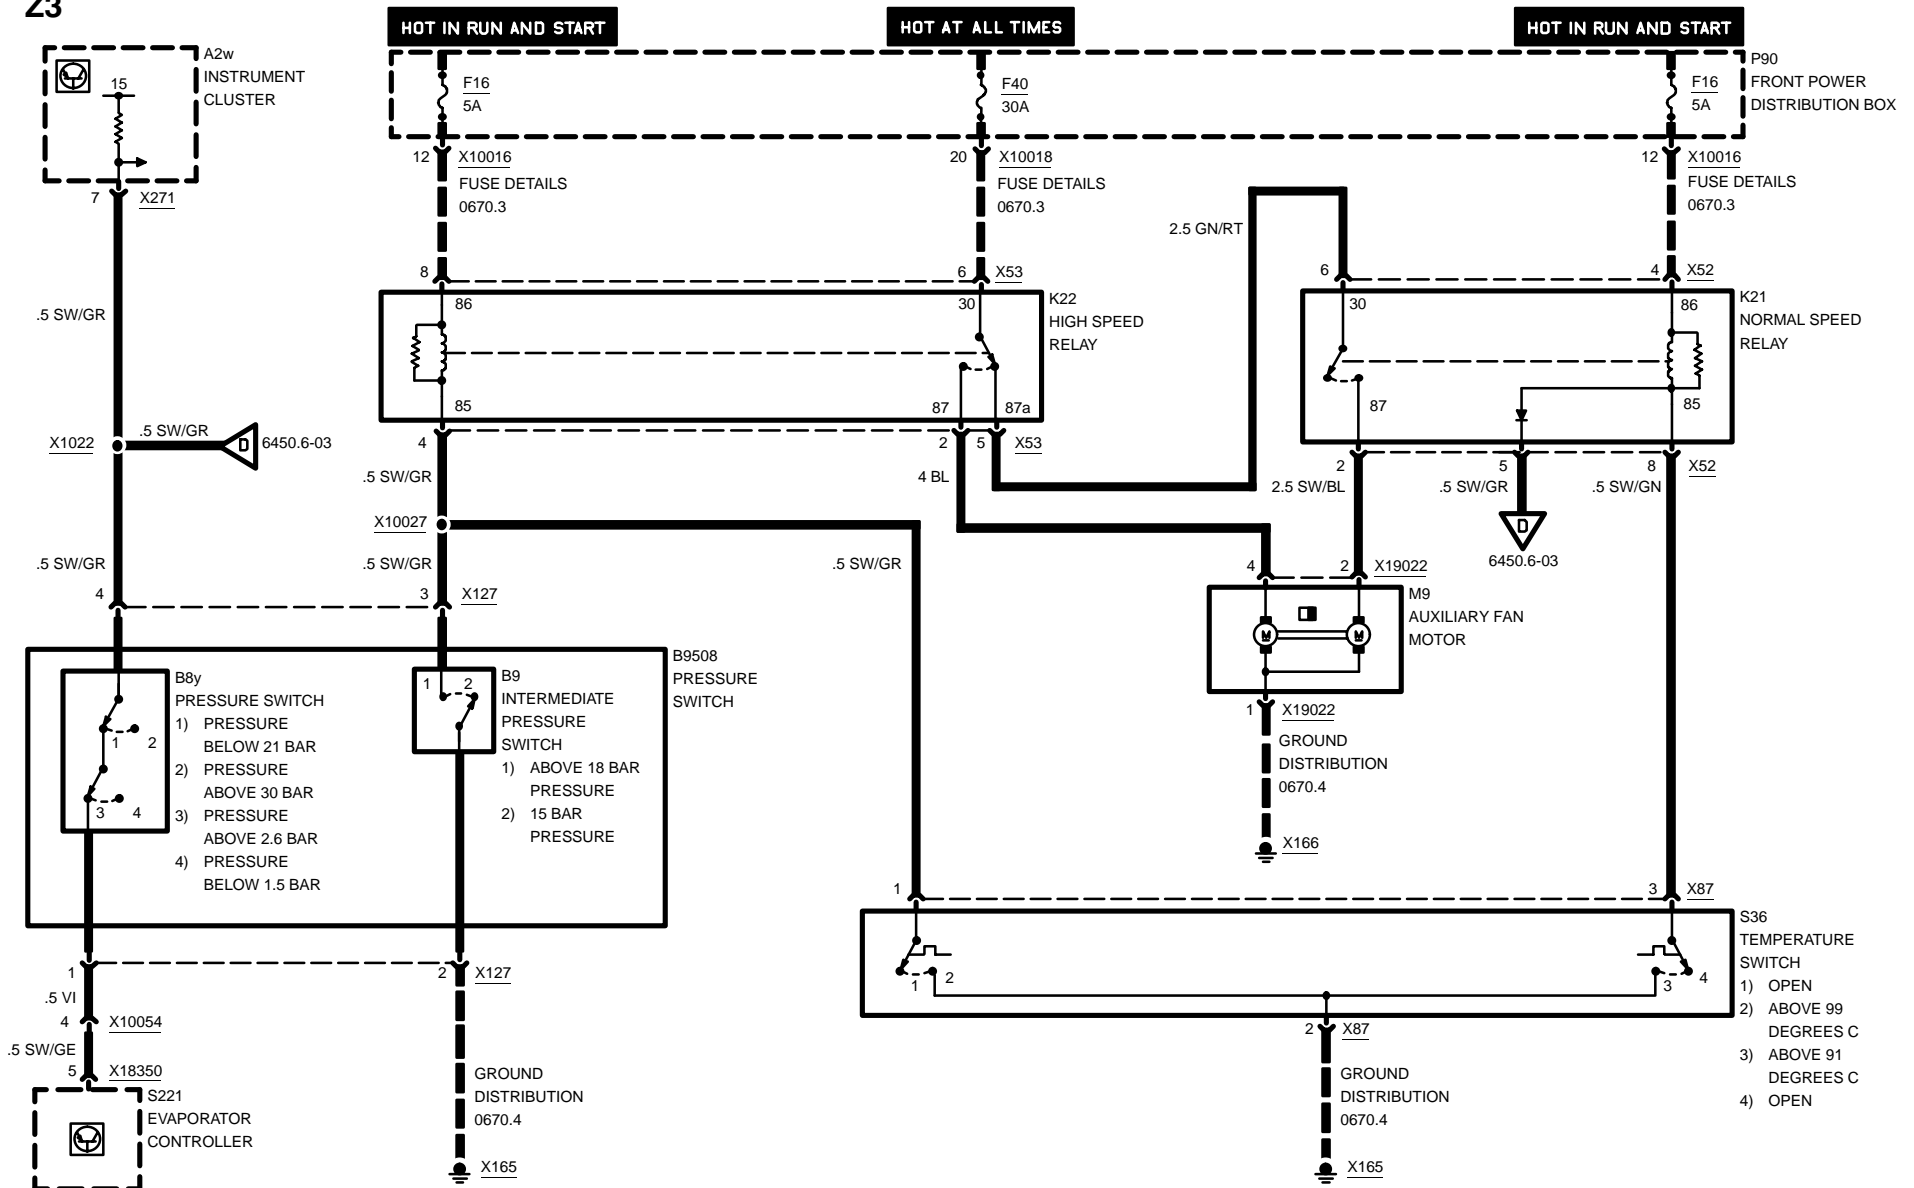 Z3
HOT IN RUN AND START
HOT AT ALL TIMES
HOT IN RUN AND START
A2w
INSTRUMENT
CLUSTER
15
7
X271
F16
5A
F40
30A
F16
5A
P90
FRONT POWER
DISTRIBUTION BOX
12
X10016
FUSE DETAILS
0670.3
20
X10018
FUSE DETAILS
0670.3
12
X10016
FUSE DETAILS
0670.3
2.5 GN/RT
.5 SW/GR
8
6
X53
86
30
85
87
87a
K22
HIGH SPEED
RELAY
6
4
X52
30
86
87
85
K21
NORMAL SPEED
RELAY
X1022
.5 SW/GR
D
6450.6-03
4
2
5
X53
.5 SW/GR
4 BL
2
5
8
X52
2.5 SW/BL
.5 SW/GR
.5 SW/GN
D
6450.6-03
X10027
.5 SW/GR
.5 SW/GR
.5 SW/GR
4
3
X127
4
2
X19022
M
M
M9
AUXILIARY FAN
MOTOR
1
X19022
GROUND
DISTRIBUTION
0670.4
X166
B9508
PRESSURE
SWITCH
B8y
PRESSURE SWITCH
1) PRESSURE
BELOW 21 BAR
2) PRESSURE
ABOVE 30 BAR
3) PRESSURE
ABOVE 2.6 BAR
4) PRESSURE
BELOW 1.5 BAR
1
2
3
4
1
2
B9
INTERMEDIATE
PRESSURE
SWITCH
1) ABOVE 18 BAR
PRESSURE
2) 15 BAR
PRESSURE
1
2
X127
.5 VI
4
X10054
.5 SW/GE
5
X18350
S221
EVAPORATOR
CONTROLLER
GROUND
DISTRIBUTION
0670.4
X165
1
3
X87
1
2
3
4
S36
TEMPERATURE
SWITCH
1) OPEN
2) ABOVE 99
DEGREES C
3) ABOVE 91
DEGREES C
4) OPEN
2
X87
GROUND
DISTRIBUTION
0670.4
X165